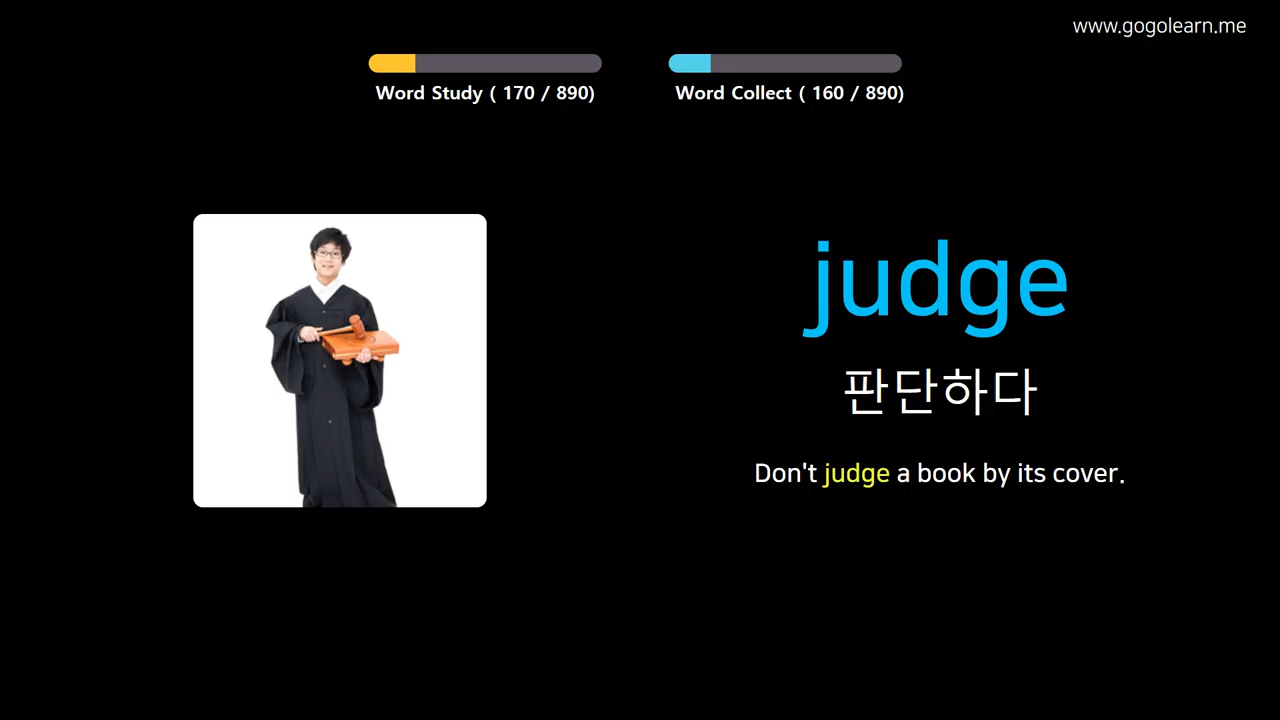 www.gogolearn.me
Word Study ( 170 / 890)
Word Collect ( 160 / 890)
judge
판단하다
Don't judge a book by its cover.